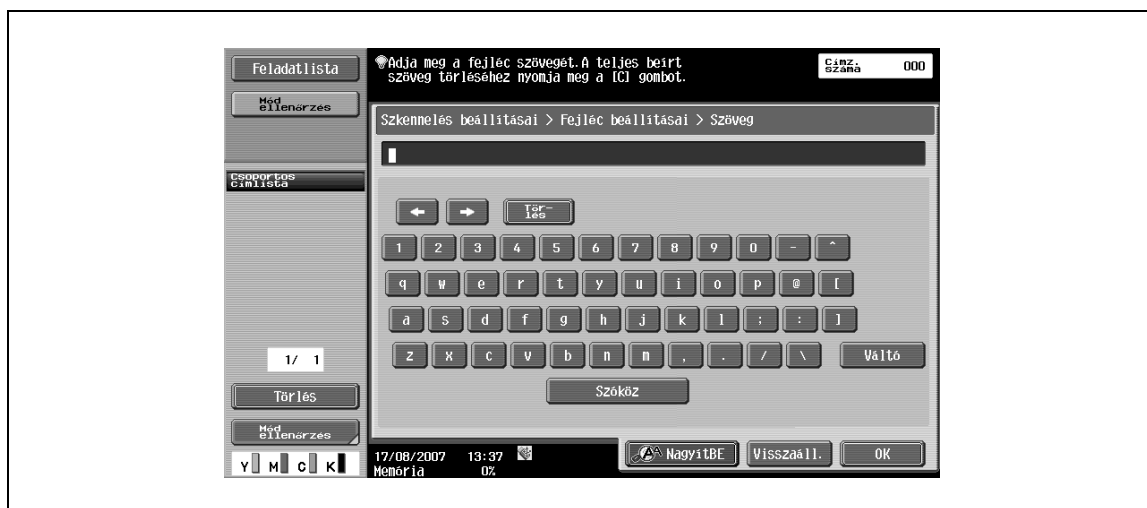 Feladatlista
Mód
ellenőrzés
Csoportos
címlista
1/ 1
Törlés
Mód
ellenőrzés
Y M C K
Adja meg a fejléc szövegét.A teljes beírt
szöveg törléséhez nyomja meg a [C] gombot.
Címz.
száma 000
Szkennelés beállításai > Fejléc beállításai > Szöveg
← → Tör-
lés
1 2 3 4 5 6 7 8 9 0 - ^
q w e r t y u i o p @ [
a s d f g h j k l ; : ]
z x c v b n m , . / \ Váltó
Szóköz
17/08/2007 13:37
Memória 0%
NagyítBE Visszaáll. OK